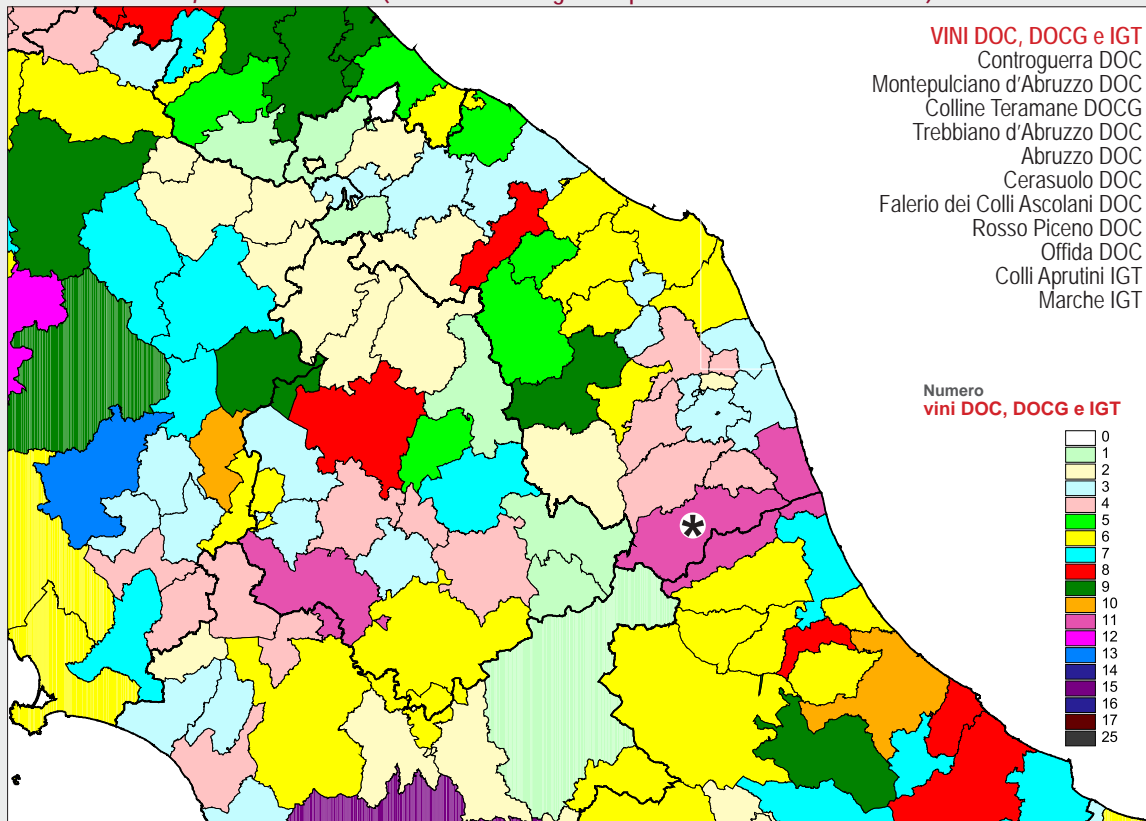 VINI DOC, DOCG e IGT
Controguerra DOC
Montepulciano d'Abruzzo DOC
Colline Teramane DOCG
Trebbiano d'Abruzzo DOC
Abruzzo DOC
Cerasuolo DOC
Falerio dei Colli Ascolani DOC
Rosso Piceno DOC
Offida DOC
Colli Aprutini IGT
Marche IGT
Numero
vini DOC, DOCG e IGT
0
1
2
3
4
5
6
7
8
9
10
11
12
13
14
15
16
17
25
*